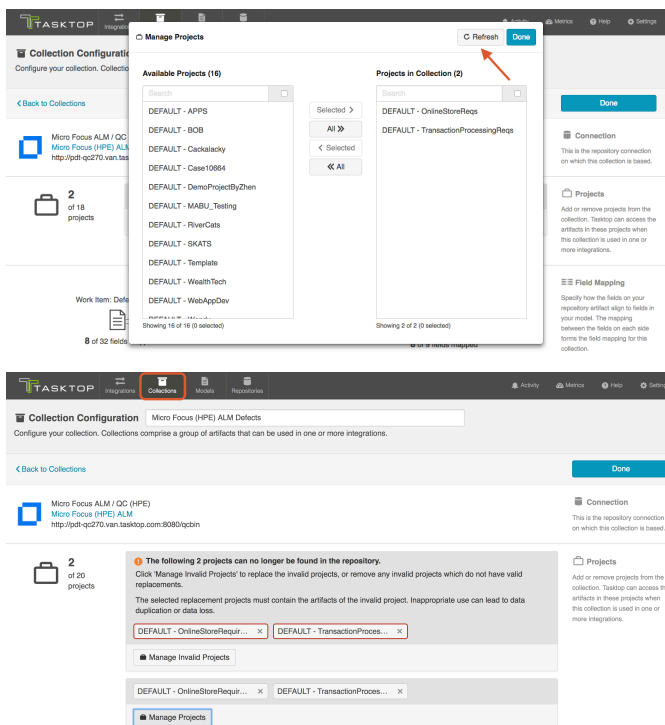 TASKTOP
Activity
Metrics
Help
Settings
Manage Projects
Refresh
Done
Collection Configuratio
Configure your collection. Collectio
Available Projects (16)
Projects in Collection (2)
Search
Search
DEFAULT - APPS
DEFAULT - BOB
DEFAULT - Cackalacky
DEFAULT - Case10664
DEFAULT - DemoProjectByZhen
DEFAULT - MABU_Testing
DEFAULT - RiverCats
DEFAULT - SKATS
DEFAULT - Template
DEFAULT - WealthTech
DEFAULT - WebAppDev
Showing 16 of 16 (0 selected)
Selected >
All »
< Selected
« All
DEFAULT - OnlineStoreReqs
DEFAULT - TransactionProcessingReqs
Showing 2 of 2 (0 selected)
Back to Collections
Done
Micro Focus ALM / QC
Micro Focus (HPE) ALM
http://pdt-qc270.van.tas
Connection
This is the repository connection
on which this collection is based.
2
of 18
projects
Projects
Add or remove projects from the
collection. Tasktop can access the
artifacts in these projects when
this collection is used in one or
more integrations.
Work Item: Defe
8 of 32 fields
8 of 9 fields mapped
Field Mapping
Specify how the fields on your
repository artifact align to fields in
your model. The mapping
between the fields on each side
forms the field mapping for this
collection.
TASKTOP
Integrations
Collections
Models
Repositories
Activity
Metrics
Help
Setting
Collection Configuration
Micro Focus (HPE) ALM Defects
Configure your collection. Collections comprise a group of artifacts that can be used in one or more integrations.
Back to Collections
Done
Micro Focus ALM / QC (HPE)
Micro Focus (HPE) ALM
http://pdt-qc270.van.tasktop.com:8080/qcbin
Connection
This is the repository connection
on which this collection is based.
2
of 20
projects
The following 2 projects can no longer be found in the repository.
Click 'Manage Invalid Projects' to replace the invalid projects, or remove any invalid projects which do not have valid
replacements.
The selected replacement projects must contain the artifacts of the invalid project. Inappropriate use can lead to data
duplication or data loss.
DEFAULT - OnlineStoreRequir... × DEFAULT - TransactionProces... ×
Manage Invalid Projects
DEFAULT - OnlineStoreRequir... × DEFAULT - TransactionProces... ×
Manage Projects
Projects
Add or remove projects from the
collection. Tasktop can access th
artifacts in these projects when
this collection is used in one or
more integrations.